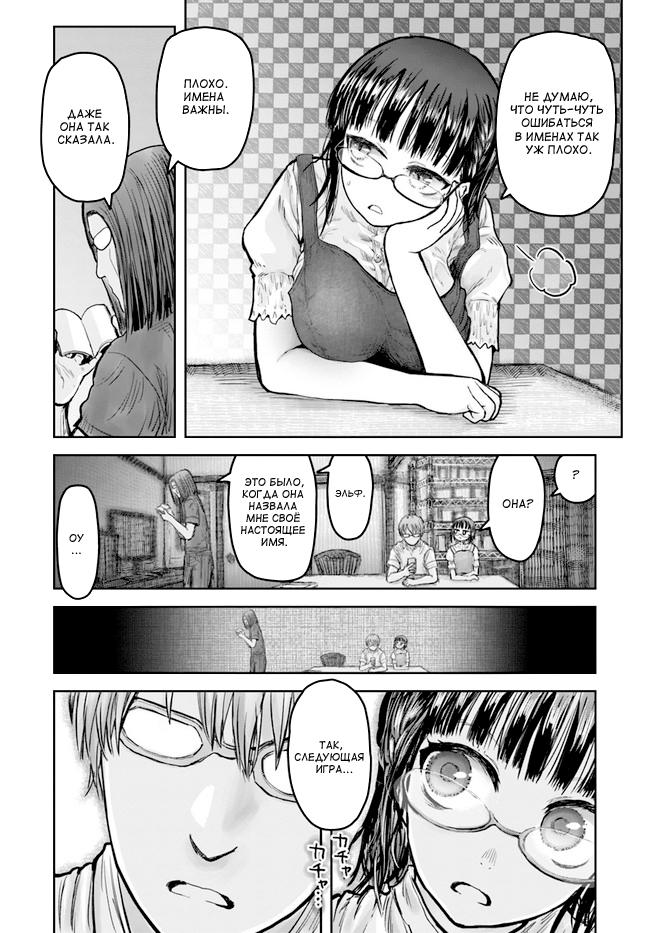 НЕ ДУМАЮ,
ЧТО ЧУТЬ-ЧУТЬ
ОШИБАТЬСЯ
В ИМЕНАХ ТАК
УЖ ПЛОХО.
ПЛОХО.
ИМЕНА
ВАЖНЫ.
ДАЖЕ
ОНА ТАК
СКАЗАЛА.
?
ОНА?
ЭЛЬФ.
ЭТО БЫЛО,
КОГДА ОНА
НАЗВАЛА
МНЕ СВОЁ
НАСТОЯЩЕЕ
ИМЯ.
ОУ
...
ТАК,
СЛЕДУЮЩАЯ
ИГРА...
カチャ
カチャ…